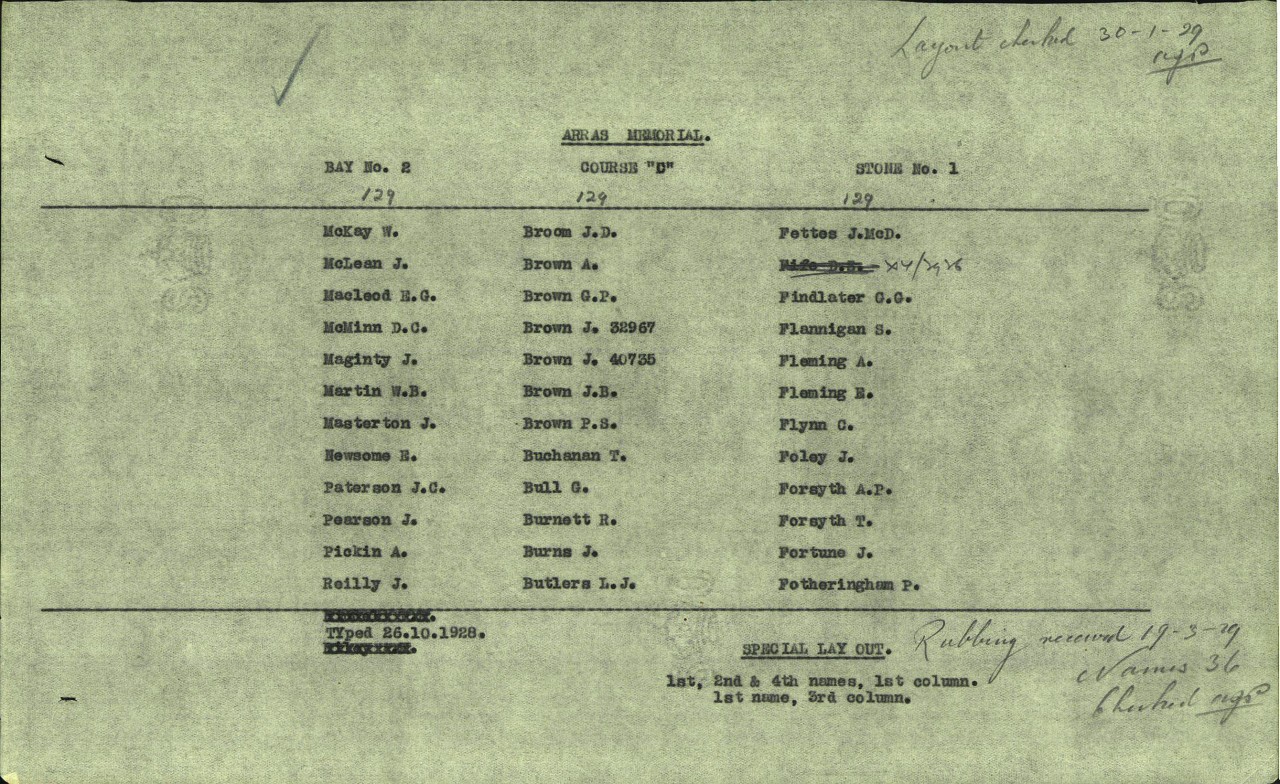 Layout checked 30-1-29
ARRAS MEMORIAL.
BAY No. 2 COURSE "D" STONE No. 1
129 129 129
McKay W. Broom J.D. Fettes J.McD.
McLean J. Brown A. Fife D.S.
Macleod E.G. Brown G.P. Findlater C.G.
McMinn D.C. Brown J. 32967 Flannigan S.
Maginty J. Brown J. 40735 Fleming A.
Martin W.B. Brown J.B. Fleming E.
Masterton J. Brown P.S. Flynn C.
Newsome E. Buchanan T. Foley J.
Paterson J.C. Bull G. Forsyth A.P.
Pearson J. Burnett R. Forsyth T.
Pickin A. Burns J. Fortune J.
Reilly J. Butlers L.J. Fotheringham P.
TYped 26.10.1928.
SPECIAL LAY OUT.
1st, 2nd & 4th names, 1st column.
1st name, 3rd column.
Rubbing received 19-3-29
Names 36
Checked